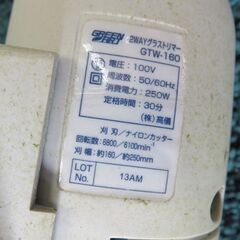 GREEN ART 2WAYグラストリマー
GTW-160
電圧：100V
周波数：50/60Hz
消費電力：250W
定格時間：30分
(株)高儀
刈刃/ナイロンカッター
回転数：6800/6100min⁻¹
刈幅：約160/約250mm
LOT No. 13AM